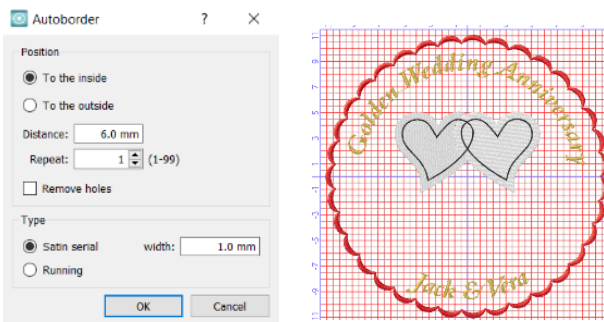 Autoborder ? ×
Position
To the inside
To the outside
Distance: 6.0 mm
Repeat: 1 (1-99)
Remove holes
Type
Satin serial width: 1.0 mm
Running
OK Cancel
Golden Wedding Anniversary
Jack & Vera